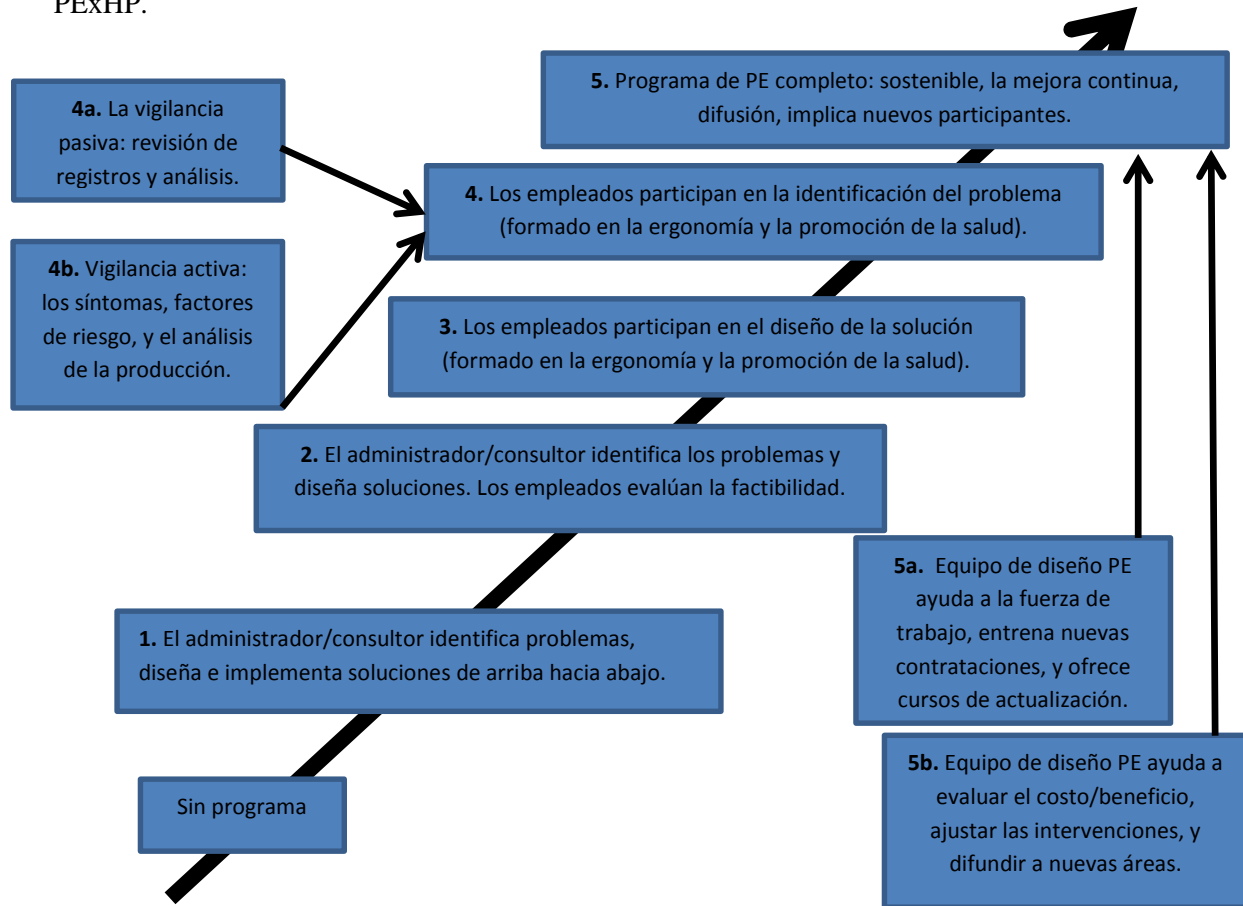 PExHP.
5. Programa de PE completo: sostenible, la mejora continua,
difusión, implica nuevos participantes.
4a. La vigilancia
pasiva: revisión de
registros y análisis.
4. Los empleados participan en la identificación del problema
(formado en la ergonomía y la promoción de la salud).
4b. Vigilancia activa:
los síntomas, factores
de riesgo, y el análisis
de la producción.
3. Los empleados participan en el diseño de la solución
(formado en la ergonomía y la promoción de la salud).
2. El administrador/consultor identifica los problemas y
diseña soluciones. Los empleados evalúan la factibilidad.
1. El administrador/consultor identifica problemas,
diseña e implementa soluciones de arriba hacia abajo.
Sin programa
5a. Equipo de diseño PE
ayuda a la fuerza de
trabajo, entrena nuevas
contrataciones, y ofrece
cursos de actualización.
5b. Equipo de diseño PE ayuda a
evaluar el costo/beneficio,
ajustar las intervenciones, y
difundir a nuevas áreas.